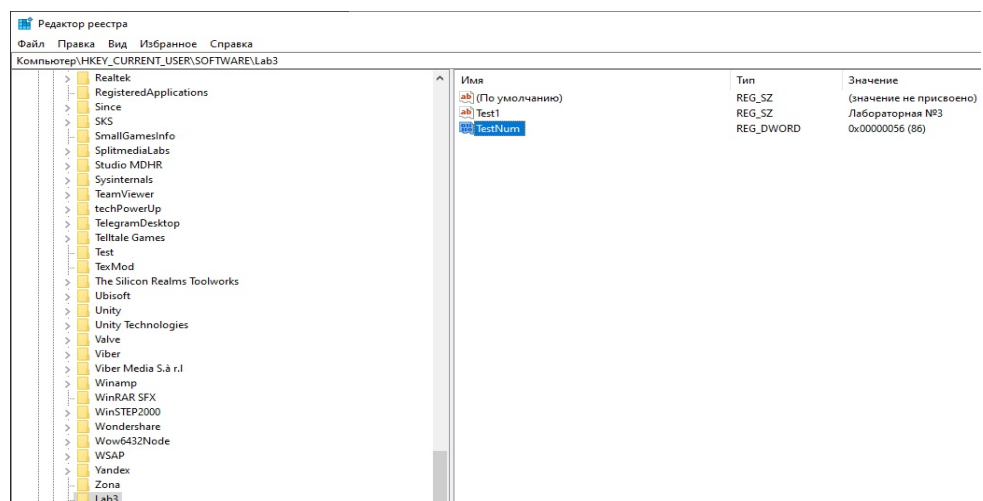 Редактор реестра
Файл Правка Вид Избранное Справка
Компьютер\HKEY_CURRENT_USER\SOFTWARE\Lab3
Realtek
RegisteredApplications
Since
SKS
SmallGamesInfo
SplitmediaLabs
Studio MDHR
Sysinternals
TeamViewer
techPowerUp
TelegramDesktop
Telltale Games
Test
TexMod
The Silicon Realms Toolworks
Ubisoft
Unity
Unity Technologies
Valve
Viber
Viber Media S.à r.l
Winamp
WinRAR SFX
WinSTEP2000
Wondershare
Wow6432Node
WSAP
Yandex
Zona
Lab3
Имя Тип Значение
ab (По умолчанию) REG_SZ (значение не присвоено)
ab Test1 REG_SZ Лабораторная №3
TestNum REG_DWORD 0x00000056 (86)